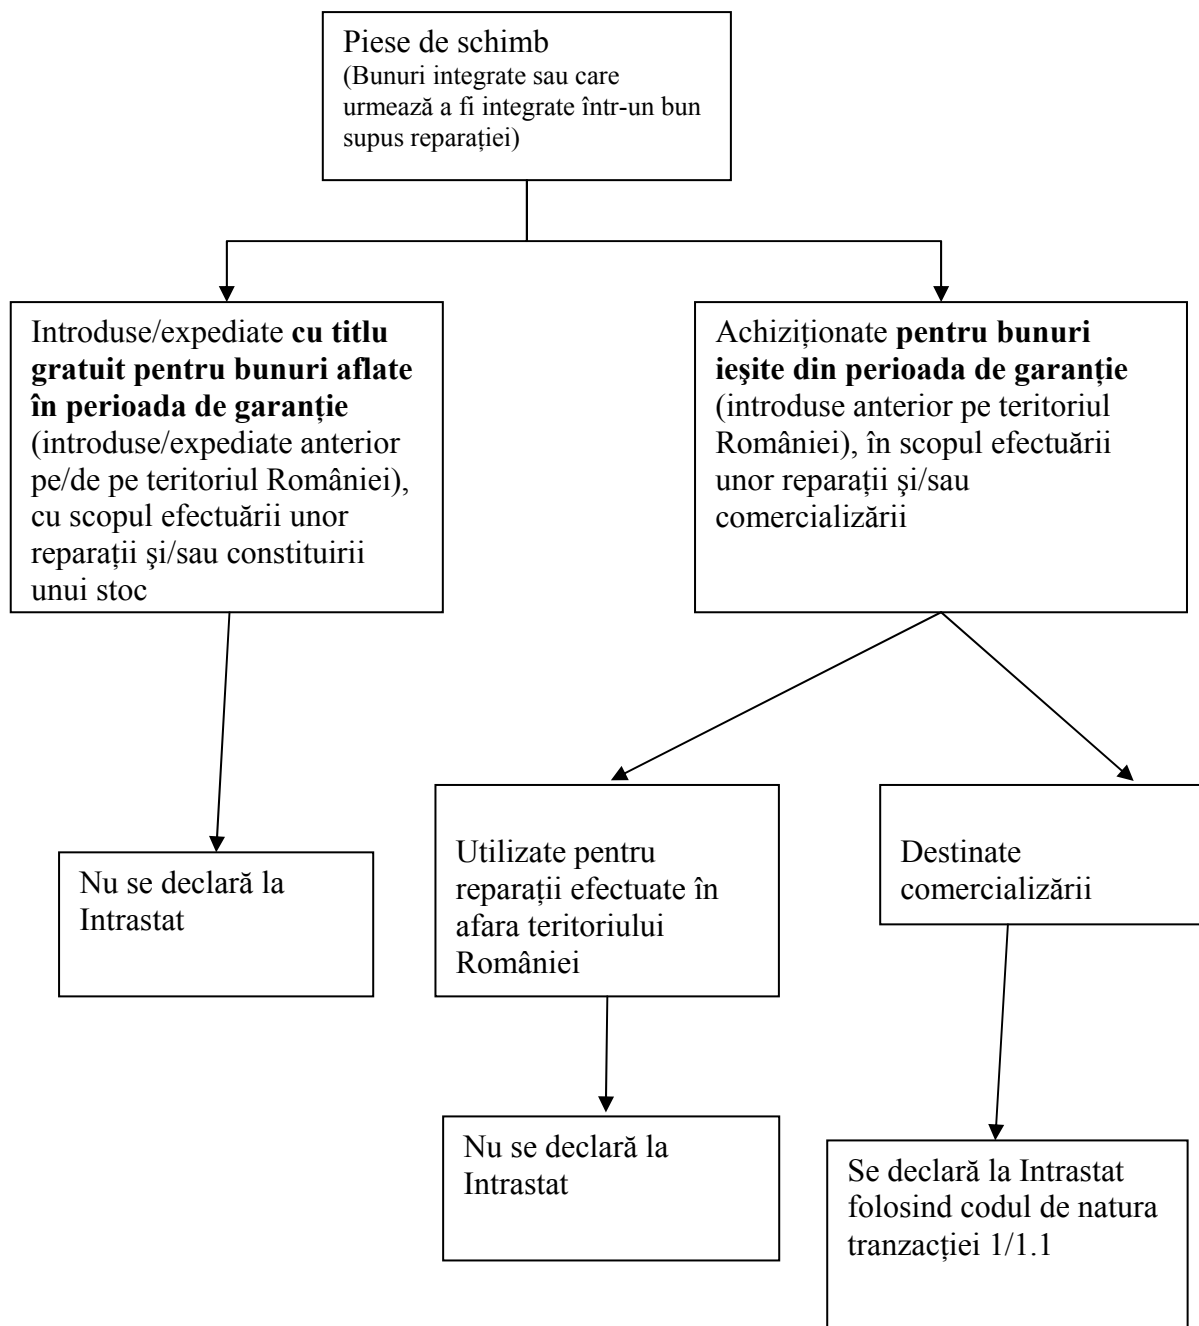 Piese de schimb
(Bunuri integrate sau care
urmează a fi integrate într-un bun
supus reparației)
Introduse/expediate cu titlu
gratuit pentru bunuri aflate
în perioada de garanție
(introduse/expediate anterior
pe/de pe teritoriul României),
cu scopul efectuării unor
reparații şi/sau constituirii
unui stoc
Achiziționate pentru bunuri
ieşite din perioada de garanție
(introduse anterior pe teritoriul
României), în scopul efectuării
unor reparații şi/sau
comercializării
Nu se declară la
Intrastat
Utilizate pentru
reparații efectuate în
afara teritoriului
României
Destinate
comercializării
Nu se declară la
Intrastat
Se declară la Intrastat
folosind codul de natura
tranzacției 1/1.1